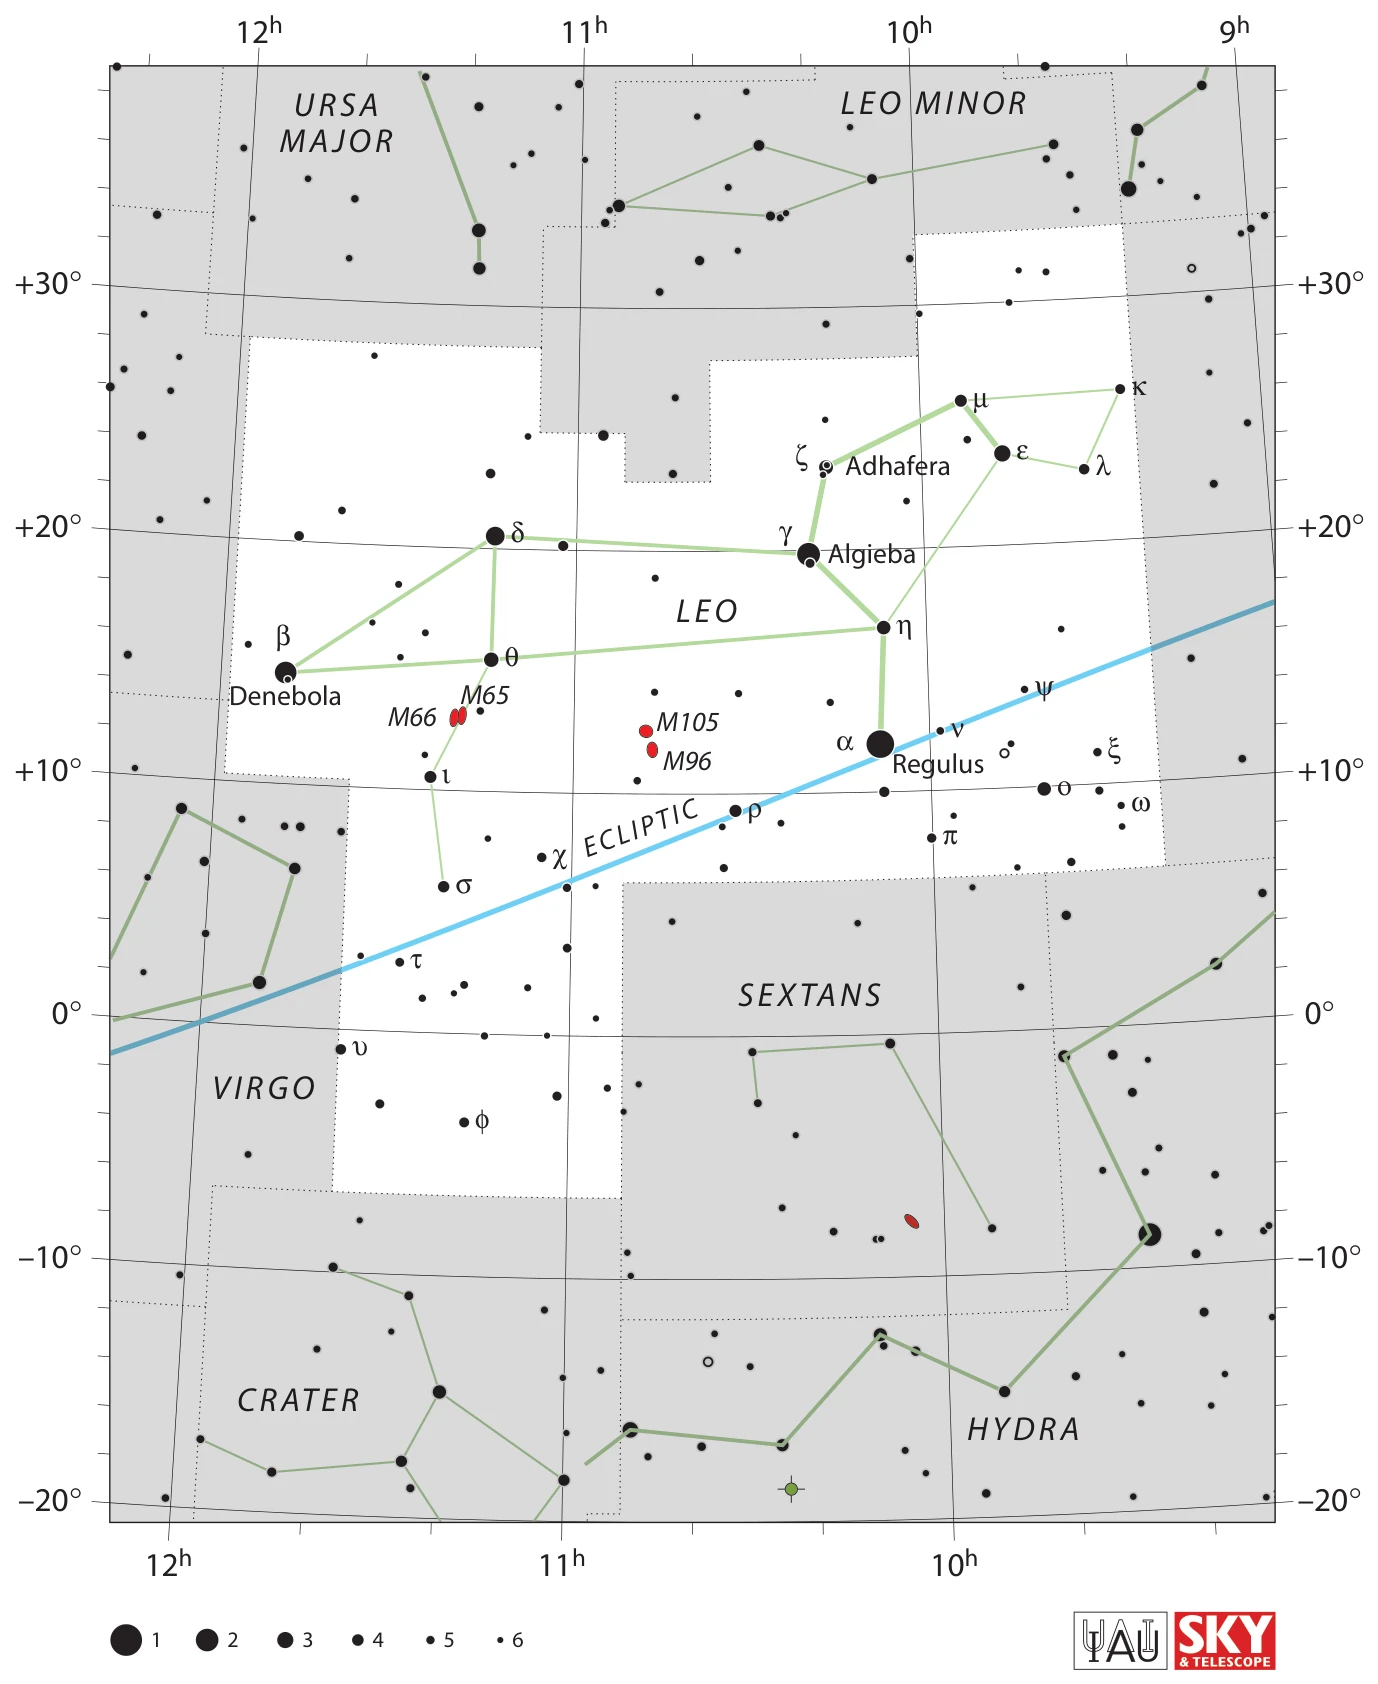 12h 11h 10h 9h
URSA
MAJOR
LEO MINOR
+30° +30°
κ
μ
ε
ζ Adhafera
λ
+20° +20°
δ
γ
Algieba
LEO
β
η
θ
Denebola
M65
M66
M105
M96
ψ
ν
α
Regulus
ξ
+10° +10°
ι
ο
ω
ECLIPTIC
ρ
π
χ
σ
τ
SEXTANS
0° 0°
υ
VIRGO
φ
–10° –10°
CRATER
HYDRA
–20° –20°
12h 11h 10h
1 2 3 4 5 6
IAU
SKY
& TELESCOPE